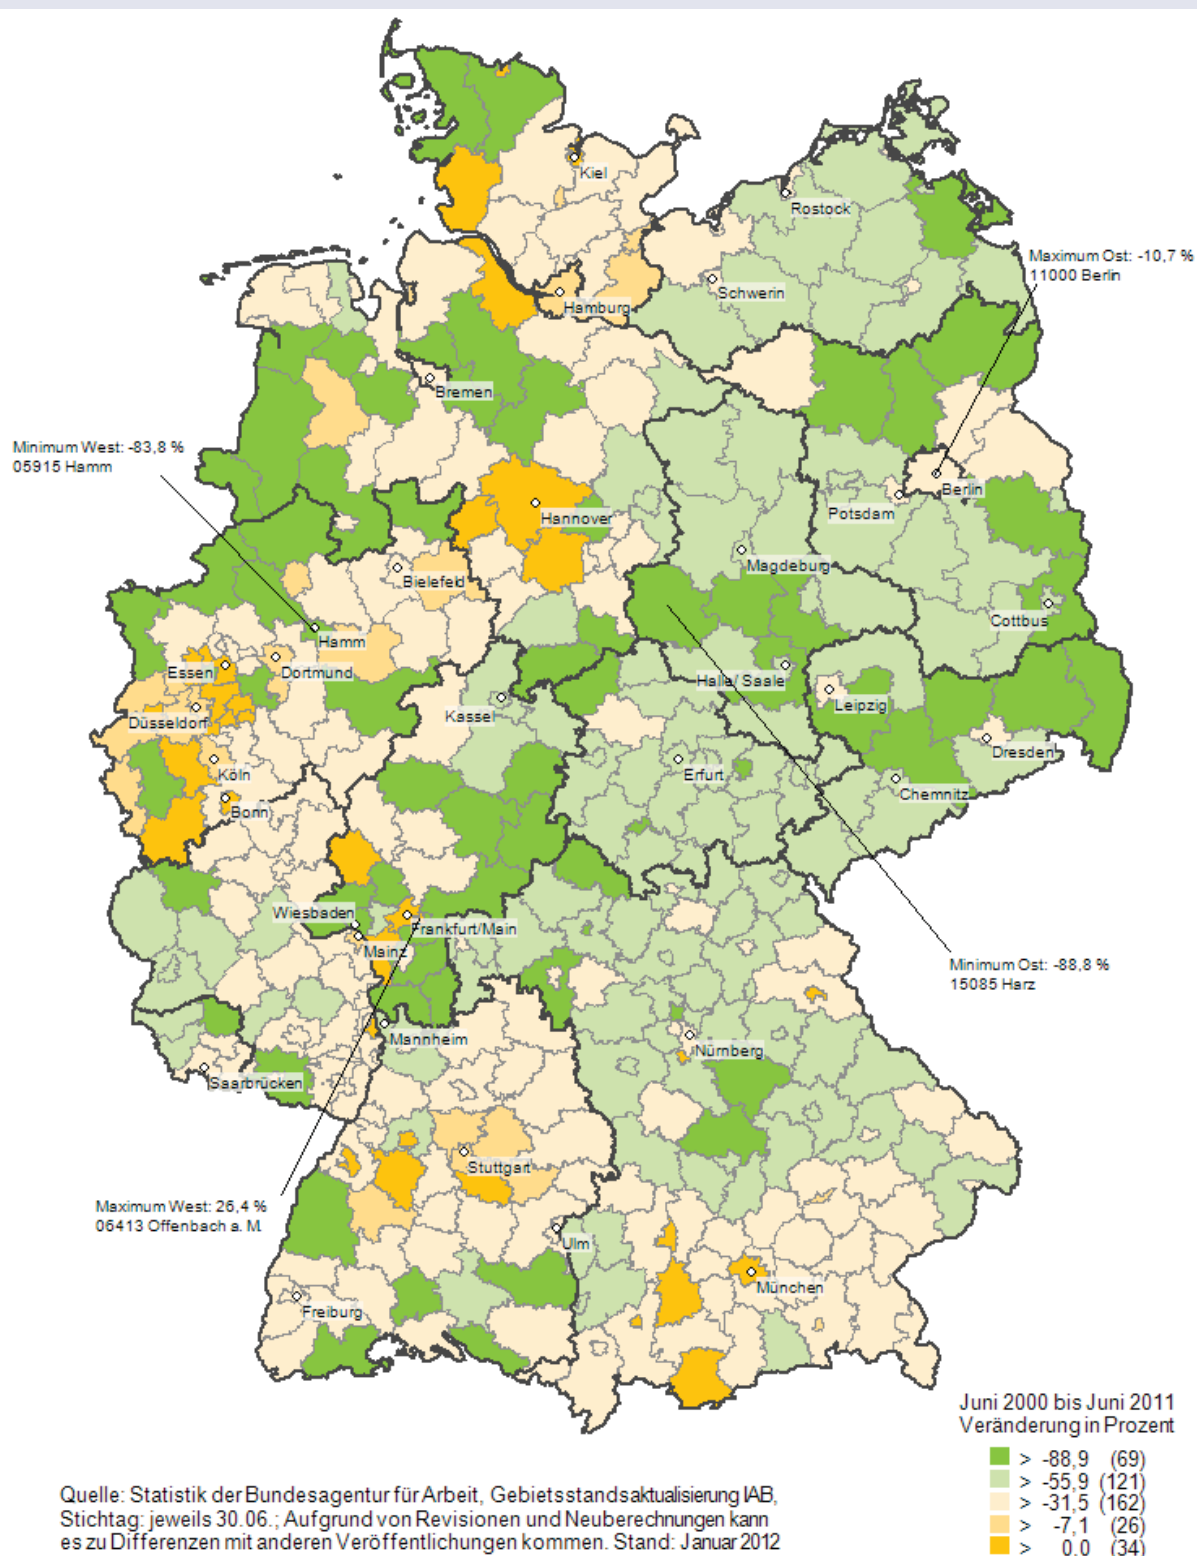 Kiel
Rostock
Maximum Ost: -10,7 %
11000 Berlin
Schwerin
Hamburg
Bremen
Minimum West: -83,8 %
05915 Hamm
Berlin
Potsdam
Hannover
Magdeburg
Bielefeld
Cottbus
Hamm
Essen
Dortmund
Halle/ Saale
Leipzig
Düsseldorf
Kassel
Dresden
Köln
Erfurt
Chemnitz
Bonn
Wiesbaden
Frankfurt/Main
Mainz
Minimum Ost: -88,8 %
15085 Harz
Mannheim
Nürnberg
Saarbrücken
Stuttgart
Maximum West: 26,4 %
06413 Offenbach a. M.
Ulm
München
Freiburg
Juni 2000 bis Juni 2011
Veränderung in Prozent
> -88,9 (69)
> -55,9 (121)
> -31,5 (162)
> -7,1 (26)
> 0,0 (34)
Quelle: Statistik der Bundesagentur für Arbeit, Gebietsstandsaktualisierung IAB,
Stichtag: jeweils 30.06.; Aufgrund von Revisionen und Neuberechnungen kann
es zu Differenzen mit anderen Veröffentlichungen kommen. Stand: Januar 2012